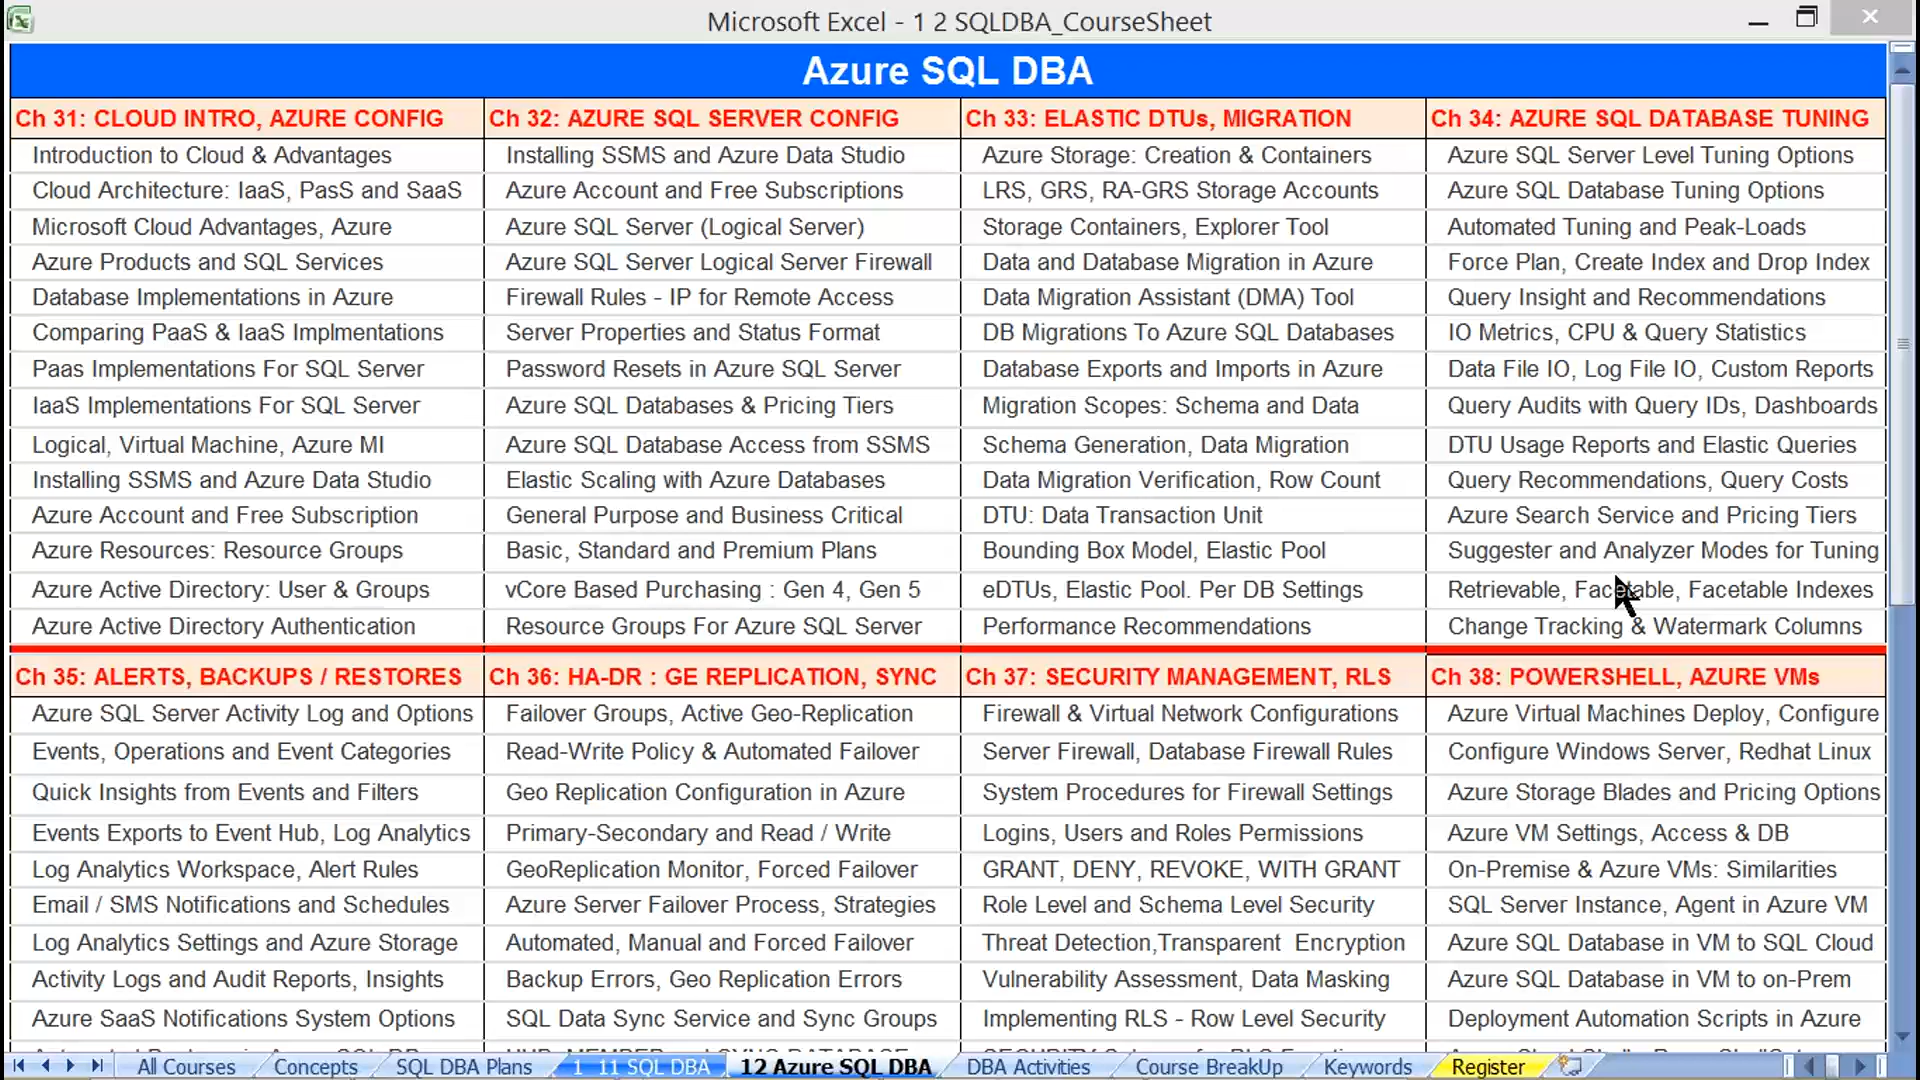 Microsoft Excel - 1 2 SQLDBA_CourseSheet
Azure SQL DBA
Ch 31: CLOUD INTRO, AZURE CONFIG
Introduction to Cloud & Advantages
Cloud Architecture: IaaS, PasS and SaaS
Microsoft Cloud Advantages, Azure
Azure Products and SQL Services
Database Implementations in Azure
Comparing PaaS & IaaS Implmentations
Paas Implementations For SQL Server
IaaS Implementations For SQL Server
Logical, Virtual Machine, Azure MI
Installing SSMS and Azure Data Studio
Azure Account and Free Subscription
Azure Resources: Resource Groups
Azure Active Directory: User & Groups
Azure Active Directory Authentication
Ch 32: AZURE SQL SERVER CONFIG
Installing SSMS and Azure Data Studio
Azure Account and Free Subscriptions
Azure SQL Server (Logical Server)
Azure SQL Server Logical Server Firewall
Firewall Rules - IP for Remote Access
Server Properties and Status Format
Password Resets in Azure SQL Server
Azure SQL Databases & Pricing Tiers
Azure SQL Database Access from SSMS
Elastic Scaling with Azure Databases
General Purpose and Business Critical
Basic, Standard and Premium Plans
vCore Based Purchasing : Gen 4, Gen 5
Resource Groups For Azure SQL Server
Ch 33: ELASTIC DTUs, MIGRATION
Azure Storage: Creation & Containers
LRS, GRS, RA-GRS Storage Accounts
Storage Containers, Explorer Tool
Data and Database Migration in Azure
Data Migration Assistant (DMA) Tool
DB Migrations To Azure SQL Databases
Database Exports and Imports in Azure
Migration Scopes: Schema and Data
Schema Generation, Data Migration
Data Migration Verification, Row Count
DTU: Data Transaction Unit
Bounding Box Model, Elastic Pool
eDTUs, Elastic Pool. Per DB Settings
Performance Recommendations
Ch 34: AZURE SQL DATABASE TUNING
Azure SQL Server Level Tuning Options
Azure SQL Database Tuning Options
Automated Tuning and Peak-Loads
Force Plan, Create Index and Drop Index
Query Insight and Recommendations
IO Metrics, CPU & Query Statistics
Data File IO, Log File IO, Custom Reports
Query Audits with Query IDs, Dashboards
DTU Usage Reports and Elastic Queries
Query Recommendations, Query Costs
Azure Search Service and Pricing Tiers
Suggester and Analyzer Modes for Tuning
Retrievable, Facetable, Facetable Indexes
Change Tracking & Watermark Columns
Ch 35: ALERTS, BACKUPS / RESTORES
Azure SQL Server Activity Log and Options
Events, Operations and Event Categories
Quick Insights from Events and Filters
Events Exports to Event Hub, Log Analytics
Log Analytics Workspace, Alert Rules
Email / SMS Notifications and Schedules
Log Analytics Settings and Azure Storage
Activity Logs and Audit Reports, Insights
Azure SaaS Notifications System Options
Ch 36: HA-DR : GE REPLICATION, SYNC
Failover Groups, Active Geo-Replication
Read-Write Policy & Automated Failover
Geo Replication Configuration in Azure
Primary-Secondary and Read / Write
GeoReplication Monitor, Forced Failover
Azure Server Failover Process, Strategies
Automated, Manual and Forced Failover
Backup Errors, Geo Replication Errors
SQL Data Sync Service and Sync Groups
Ch 37: SECURITY MANAGEMENT, RLS
Firewall & Virtual Network Configurations
Server Firewall, Database Firewall Rules
System Procedures for Firewall Settings
Logins, Users and Roles Permissions
GRANT, DENY, REVOKE, WITH GRANT
Role Level and Schema Level Security
Threat Detection,Transparent Encryption
Vulnerability Assessment, Data Masking
Implementing RLS - Row Level Security
Ch 38: POWERSHELL, AZURE VMs
Azure Virtual Machines Deploy, Configure
Configure Windows Server, Redhat Linux
Azure Storage Blades and Pricing Options
Azure VM Settings, Access & DB
On-Premise & Azure VMs: Similarities
SQL Server Instance, Agent in Azure VM
Azure SQL Database in VM to SQL Cloud
Azure SQL Database in VM to on-Prem
Deployment Automation Scripts in Azure
All Courses
Concepts
SQL DBA Plans
1 11 SQL DBA
12 Azure SQL DBA
DBA Activities
Course BreakUp
Keywords
Register